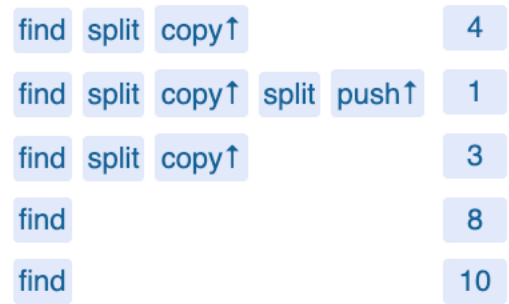 find split copy↑ 4
find split copy↑ split push↑ 1
find split copy↑ 3
find 8
find 10